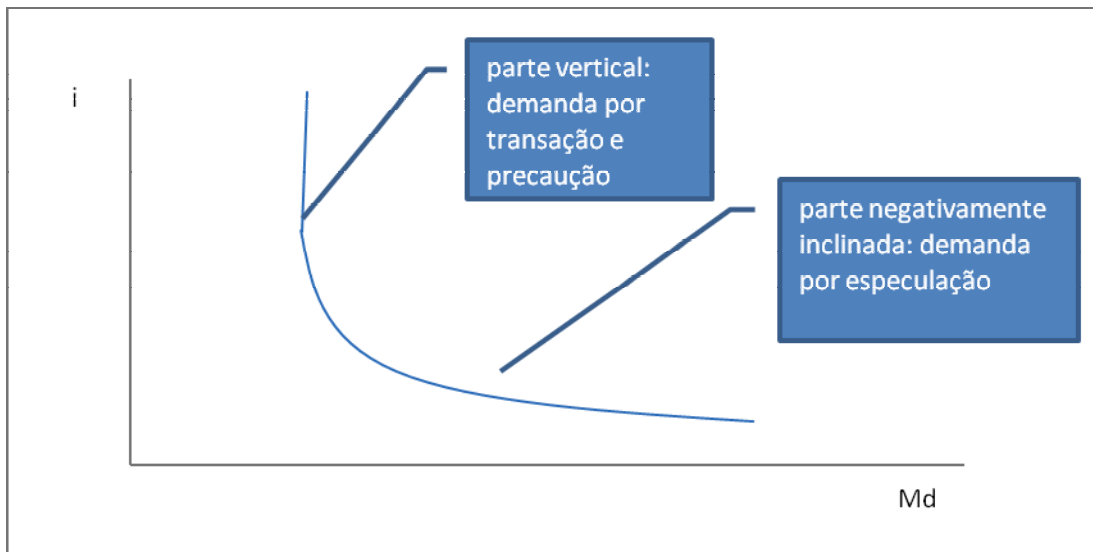 i
parte vertical:
demanda por
transação e
precaução
parte negativamente
inclinada: demanda
por especulação
Md